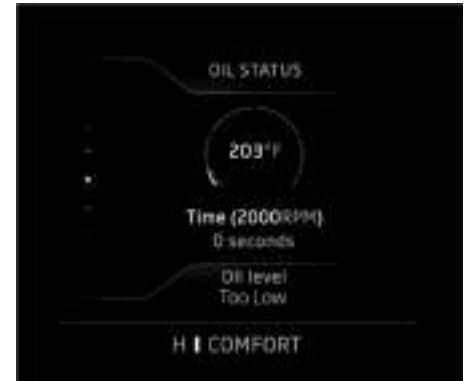 OIL STATUS
203°F
Time (2000RPM)
0 seconds
Oil level
Too Low
H COMFORT